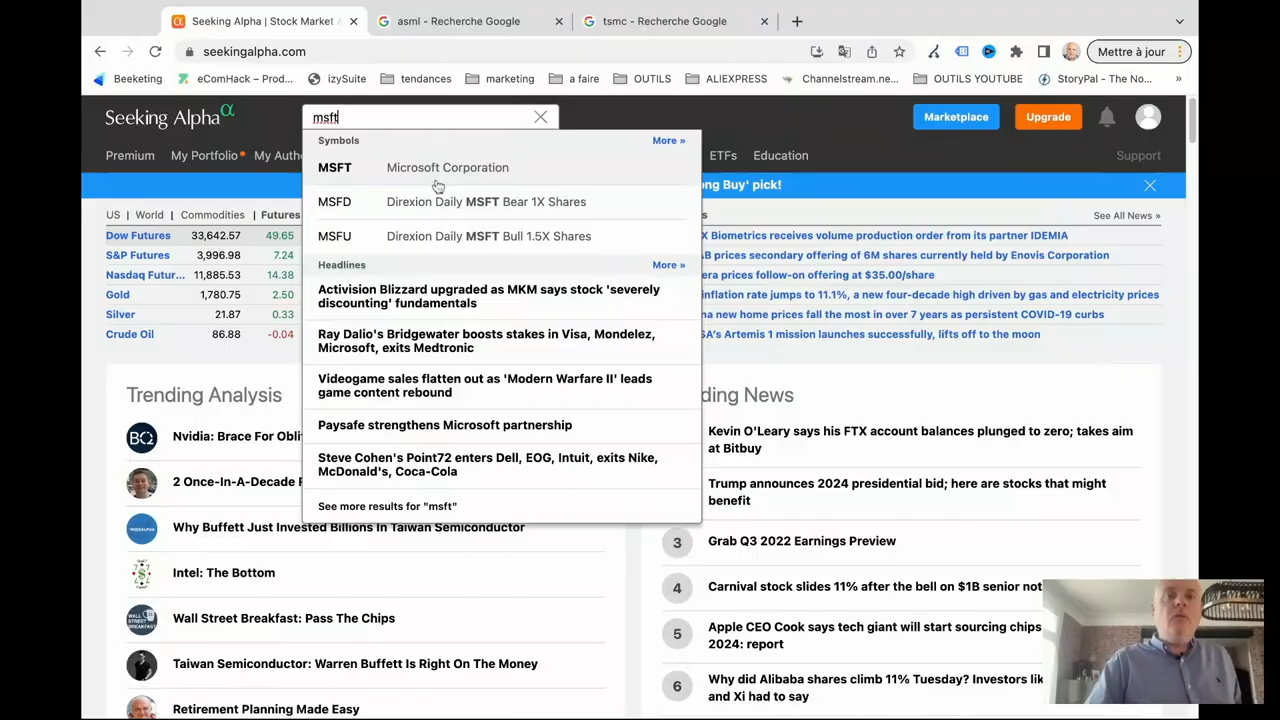 Seeking Alpha | Stock Market A
asml - Recherche Google
tsmc - Recherche Google
seekingalpha.com
Mettre à jour
Beeketing
eComHack – Prod...
izySuite
tendances
marketing
a faire
OUTILS
ALIEXPRESS
Channelstream.ne...
OUTILS YOUTUBE
StoryPal - The No...
»
Seeking Alpha α
msft
Marketplace
Upgrade
Premium
My Portfolio
My Auth
ETFs
Education
Support
ong Buy' pick!
Symbols
More »
MSFT Microsoft Corporation
MSFD Direxion Daily MSFT Bear 1X Shares
MSFU Direxion Daily MSFT Bull 1.5X Shares
Headlines
More »
Activision Blizzard upgraded as MKM says stock 'severely
discounting' fundamentals
Ray Dalio's Bridgewater boosts stakes in Visa, Mondelez,
Microsoft, exits Medtronic
Videogame sales flatten out as 'Modern Warfare II' leads
game content rebound
Paysafe strengthens Microsoft partnership
Steve Cohen's Point72 enters Dell, EOG, Intuit, exits Nike,
McDonald's, Coca-Cola
See more results for "msft"
US | World | Commodities | Futures
Dow Futures 33,642.57 49.65
S&P Futures 3,996.98 7.24
Nasdaq Futur... 11,885.53 14.38
Gold 1,780.75 2.50
Silver 21.87 0.33
Crude Oil 86.88 -0.04
s
See All News »
X Biometrics receives volume production order from its partner IDEMIA
B prices secondary offering of 6M shares currently held by Enovis Corporation
era prices follow-on offering at $35.00/share
inflation rate jumps to 11.1%, a new four-decade high driven by gas and electricity prices
na new home prices fall the most in over 7 years as persistent COVID-19 curbs
SA's Artemis 1 mission launches successfully, lifts off to the moon
Trending Analysis
Nvidia: Brace For Obli
2 Once-In-A-Decade
Why Buffett Just Invested Billions In Taiwan Semiconductor
Intel: The Bottom
WALL STREET BREAKFAST
Wall Street Breakfast: Pass The Chips
Taiwan Semiconductor: Warren Buffett Is Right On The Money
Retirement Planning Made Easy
ding News
Kevin O'Leary says his FTX account balances plunged to zero; takes aim
at Bitbuy
Trump announces 2024 presidential bid; here are stocks that might
benefit
3 Grab Q3 2022 Earnings Preview
4 Carnival stock slides 11% after the bell on $1B senior not
5 Apple CEO Cook says tech giant will start sourcing chips
2024: report
6 Why did Alibaba shares climb 11% Tuesday? Investors lik
and Xi had to say